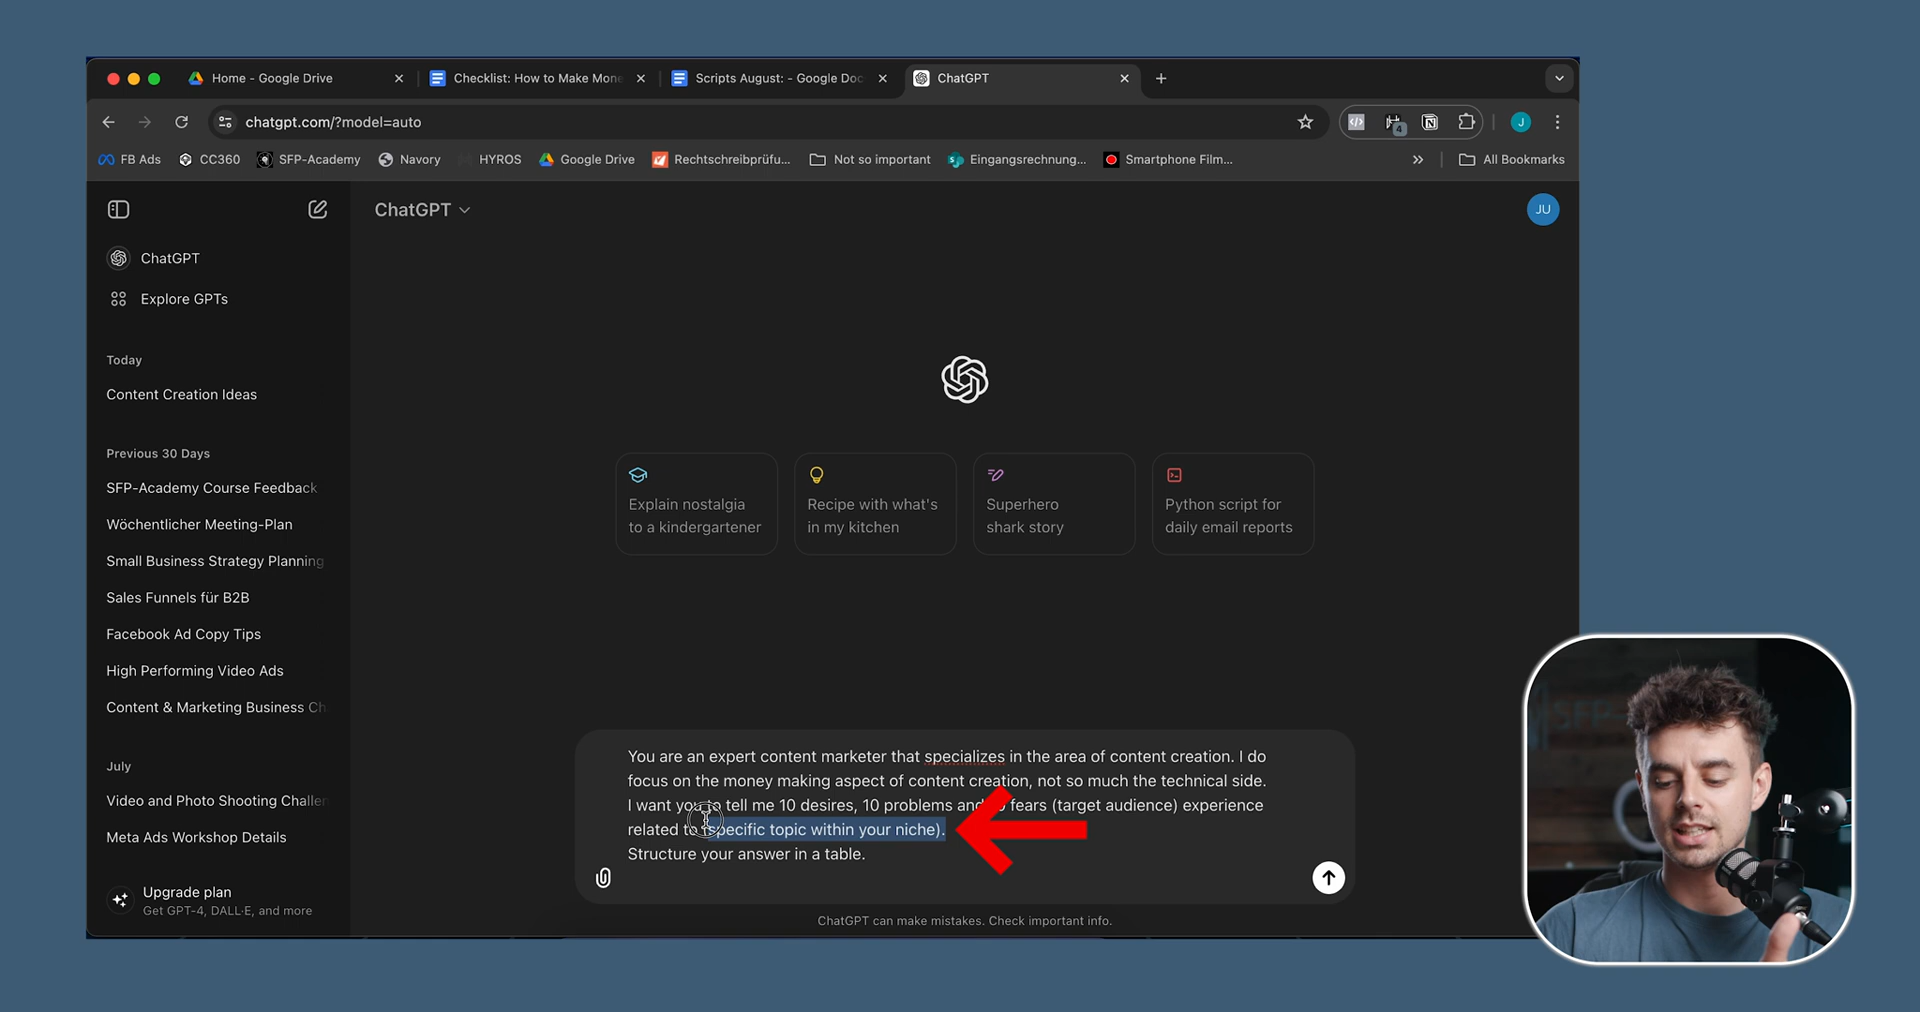 Home - Google Drive
Checklist: How to Make Mone
Scripts August: - Google Doc
ChatGPT
chatgpt.com/?model=auto
4
J
FB Ads
CC360
SFP-Academy
Navory
HYROS
Google Drive
Rechtschreibprüfu...
Not so important
Eingangsrechnung...
Smartphone Film...
All Bookmarks
ChatGPT
JU
ChatGPT
Explore GPTs
Today
Content Creation Ideas
Previous 30 Days
SFP-Academy Course Feedback
Wöchentlicher Meeting-Plan
Small Business Strategy Planning
Sales Funnels für B2B
Facebook Ad Copy Tips
High Performing Video Ads
Content & Marketing Business Ch
July
Video and Photo Shooting Challen
Meta Ads Workshop Details
Upgrade plan
Get GPT-4, DALL·E, and more
Explain nostalgia
to a kindergartener
Recipe with what's
in my kitchen
Superhero
shark story
Python script for
daily email reports
You are an expert content marketer that specializes in the area of content creation. I do
focus on the money making aspect of content creation, not so much the technical side.
I want you to tell me 10 desires, 10 problems and fears (target audience) experience
related to specific topic within your niche).
Structure your answer in a table.
ChatGPT can make mistakes. Check important info.